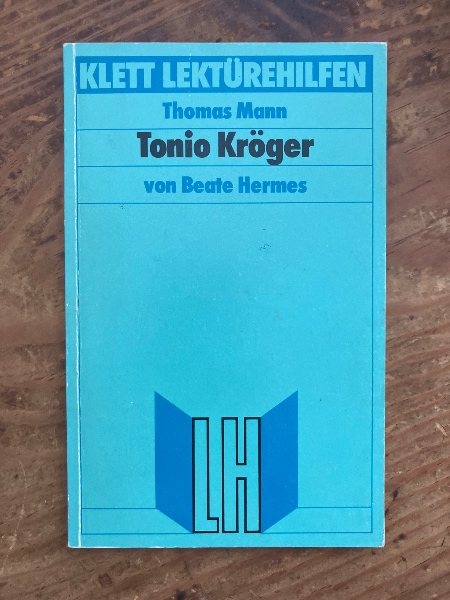 KLETT LEKTÜREHILFEN
Thomas Mann
Tonio Kröger
von Beate Hermes
LH